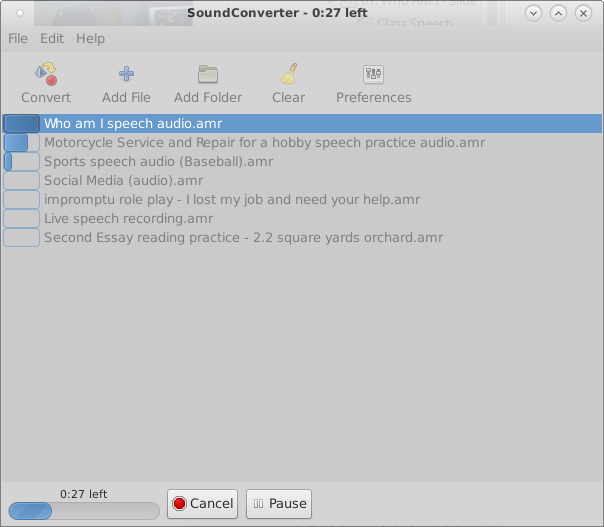 SoundConverter - 0:27 left
File Edit Help
Convert Add File Add Folder Clear Preferences
Who am I speech audio.amr
Motorcycle Service and Repair for a hobby speech practice audio.amr
Sports speech audio (Baseball).amr
Social Media (audio).amr
impromptu role play - I lost my job and need your help.amr
Live speech recording.amr
Second Essay reading practice - 2.2 square yards orchard.amr
0:27 left
Cancel Pause